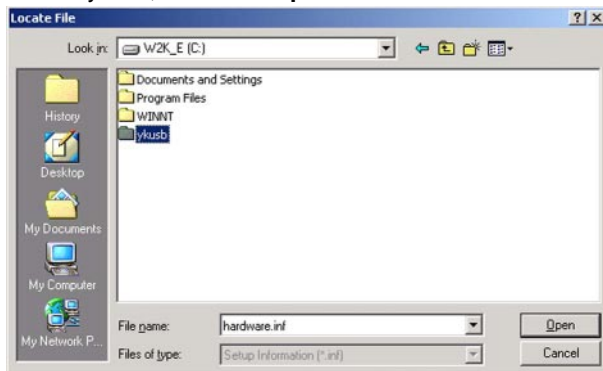 Locate File
Look in:
W2K_E (C:)
History
Desktop
My Documents
My Computer
My Network P...
Documents and Settings
Program Files
WINNT
ykusb
File name:
hardware.inf
Open
Files of type:
Setup Information (*.inf)
Cancel